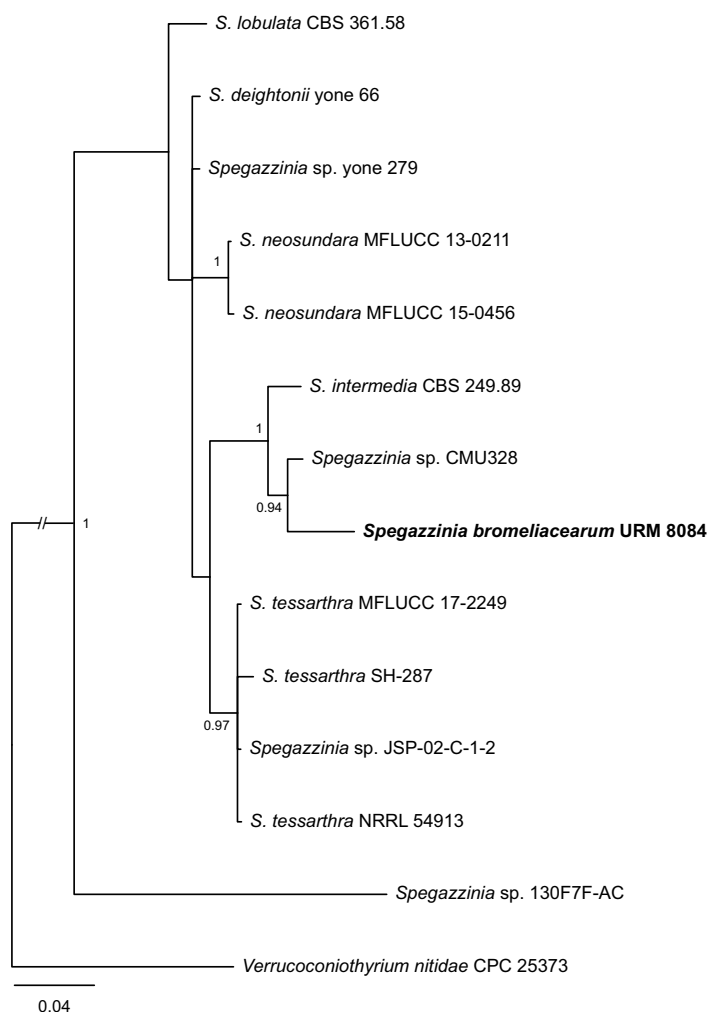 S. lobulata CBS 361.58
S. deightonii yone 66
Spegazzinia sp. yone 279
S. neosundara MFLUCC 13-0211
1
S. neosundara MFLUCC 15-0456
S. intermedia CBS 249.89
1
Spegazzinia sp. CMU328
0.94
Spegazzinia bromeliacearum URM 8084
1
S. tessarthra MFLUCC 17-2249
S. tessarthra SH-287
0.97
Spegazzinia sp. JSP-02-C-1-2
S. tessarthra NRRL 54913
Spegazzinia sp. 130F7F-AC
Verrucoconiothyrium nitidae CPC 25373
0.04